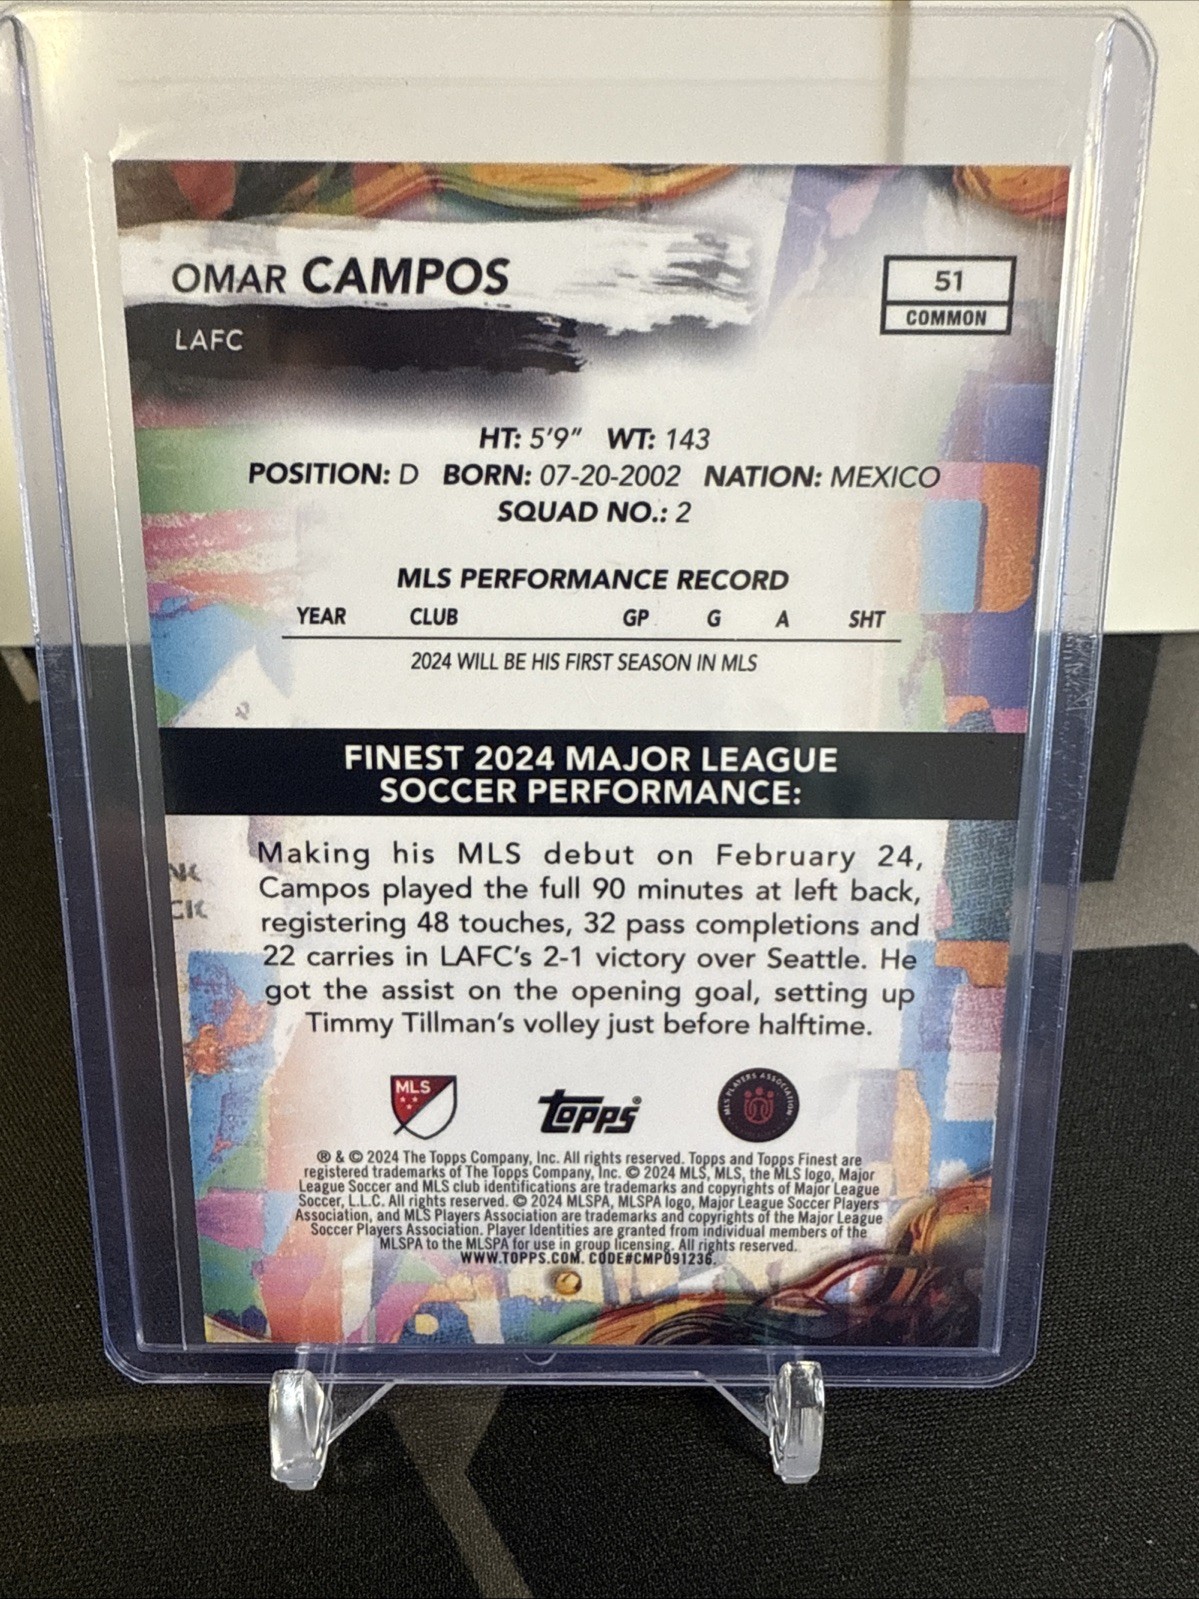 OMAR CAMPOS
51
COMMON
LAFC
HT: 5'9" WT: 143
POSITION: D BORN: 07-20-2002 NATION: MEXICO
SQUAD NO.: 2
MLS PERFORMANCE RECORD
YEAR CLUB GP G A SHT
2024 WILL BE HIS FIRST SEASON IN MLS
FINEST 2024 MAJOR LEAGUE
SOCCER PERFORMANCE:
Making his MLS debut on February 24,
Campos played the full 90 minutes at left back,
registering 48 touches, 32 pass completions and
22 carries in LAFC's 2-1 victory over Seattle. He
got the assist on the opening goal, setting up
Timmy Tillman's volley just before halftime.
MLS
topps®
MLS PLAYERS ASSOCIATION
® & © 2024 The Topps Company, Inc. All rights reserved. Topps and Topps Finest are
registered trademarks of The Topps Company, Inc. © 2024 MLS, MLS, the MLS logo, Major
League Soccer and MLS club identifications are trademarks and copyrights of Major League
Soccer, L.L.C. All rights reserved. © 2024 MLSPA, MLSPA logo, Major League Soccer Players
Association, and MLS Players Association are trademarks and copyrights of the Major League
Soccer Players Association. Player Identities are granted from individual members of the
MLSPA to the MLSPA for use in group licensing. All rights reserved.
WWW.TOPPS.COM. CODE#CMP091236.